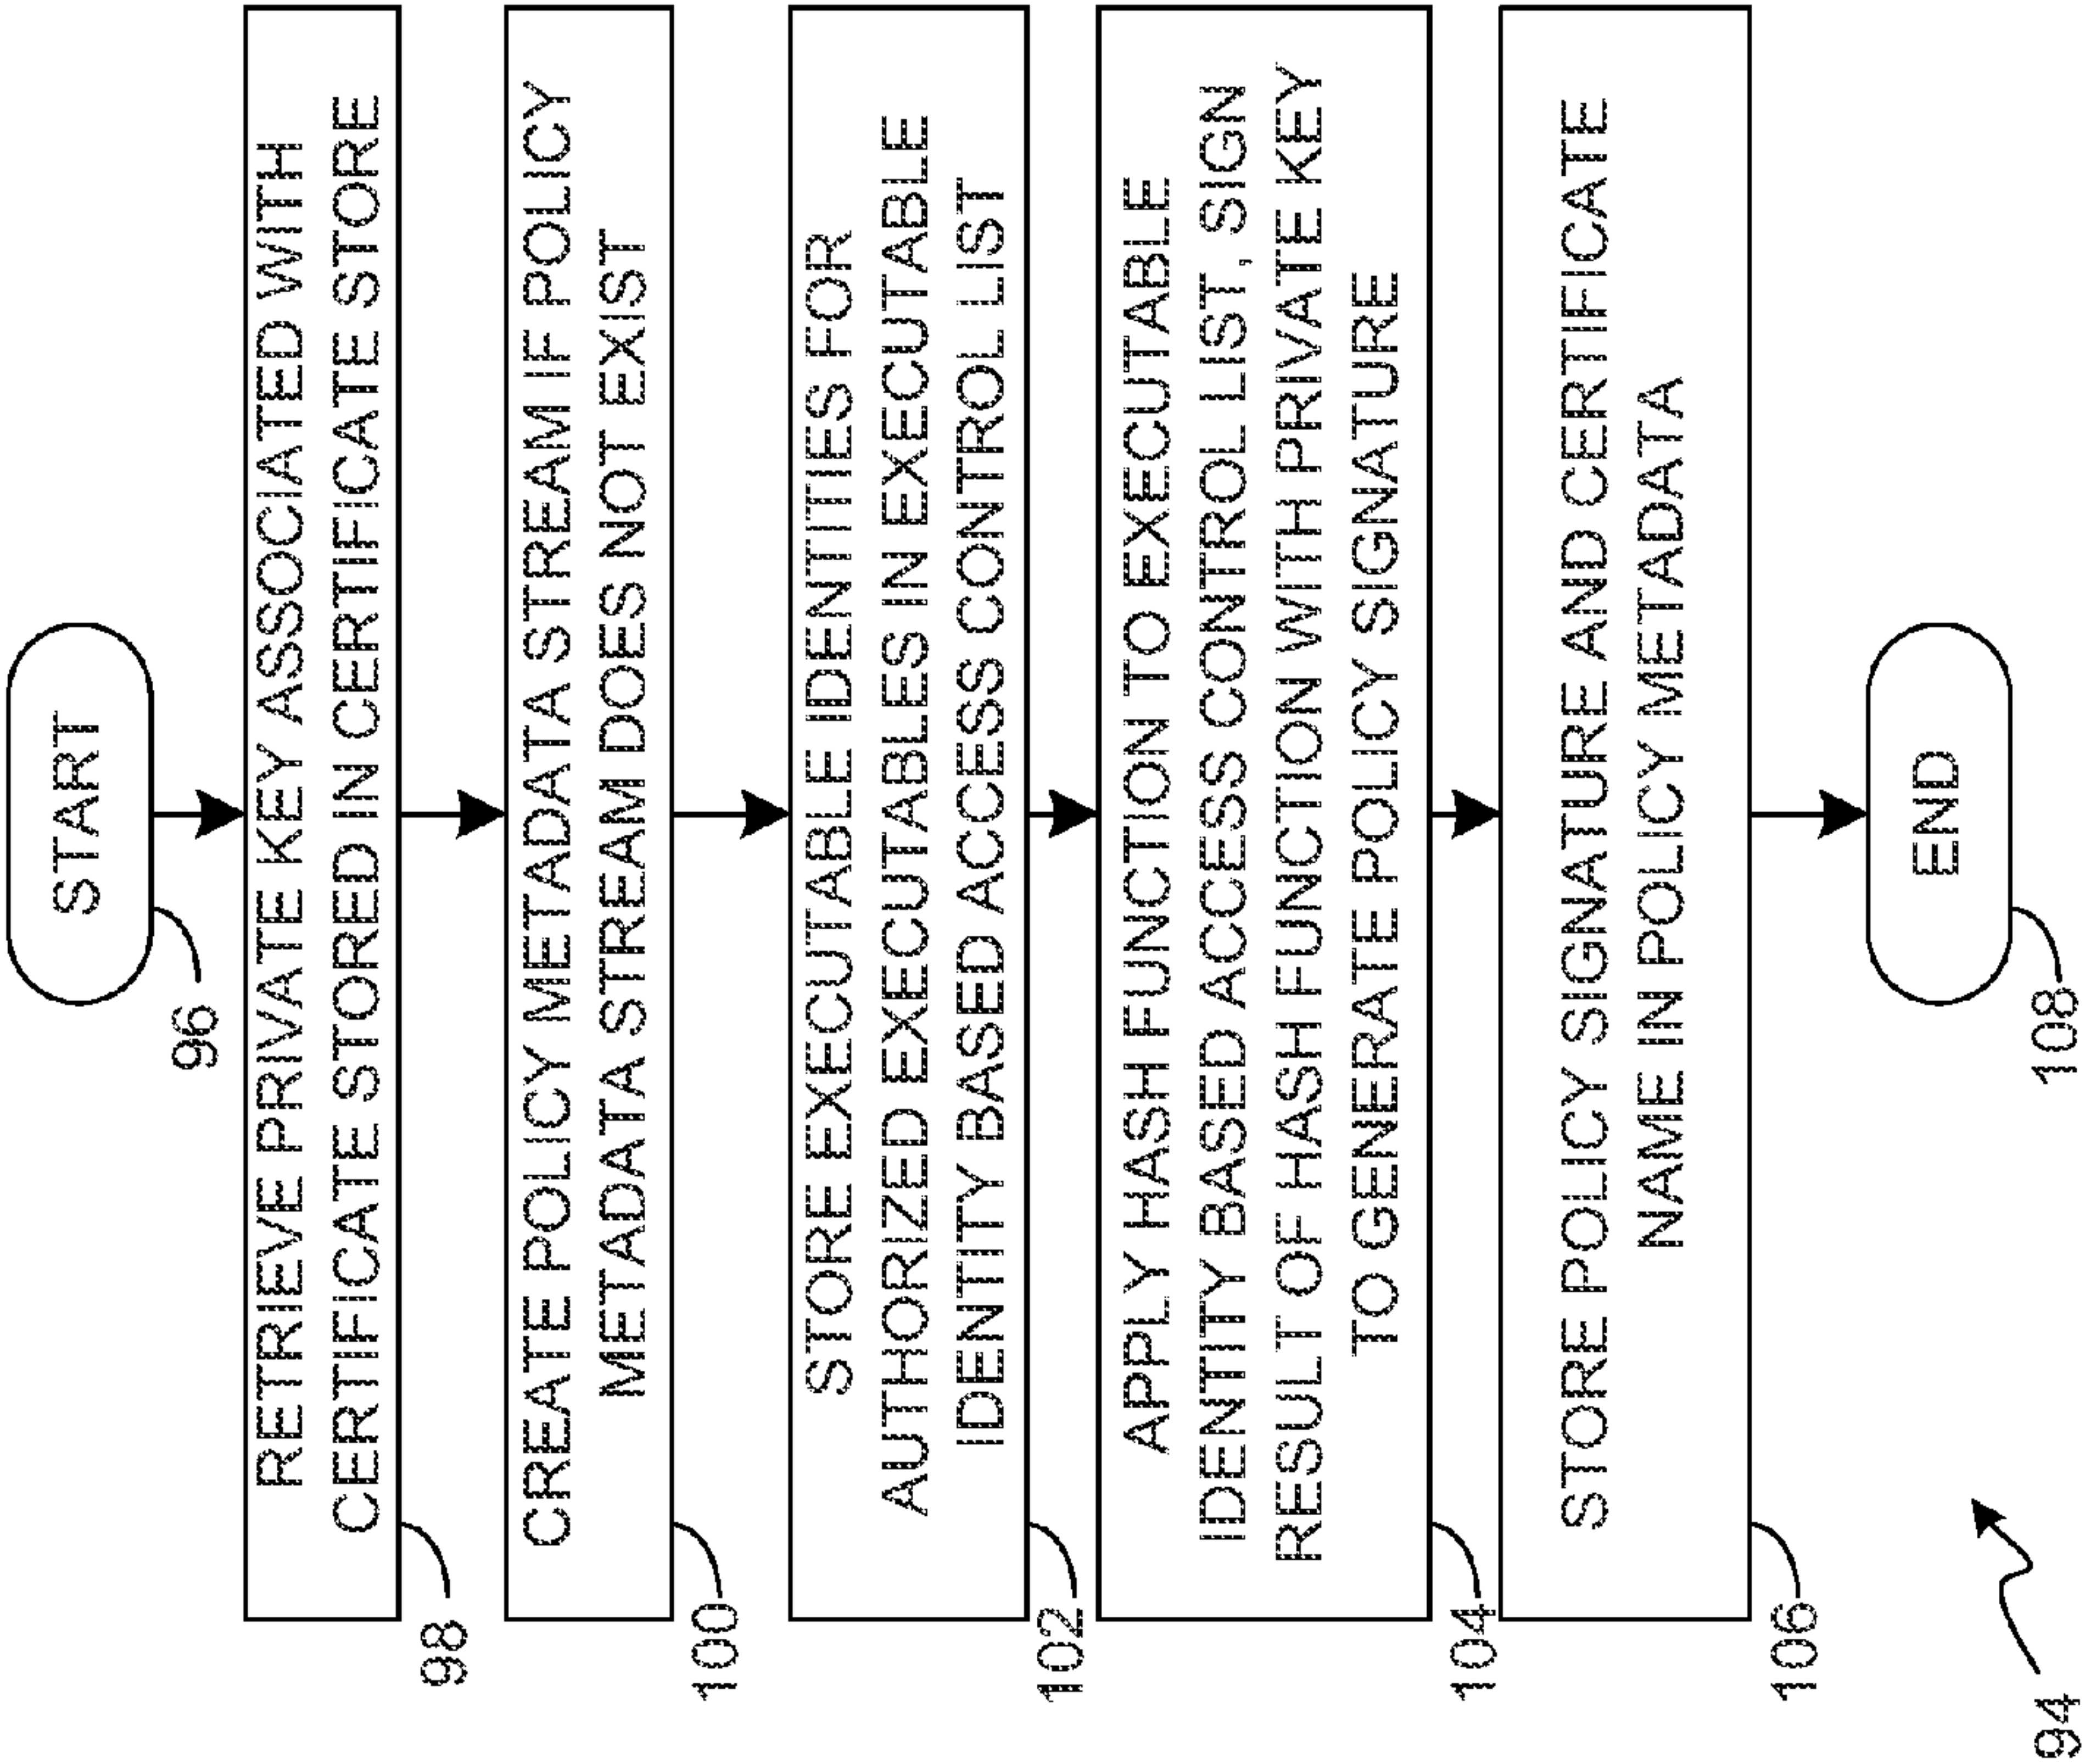 START
96
RETRIEVE PRIVATE KEY ASSOCIATED WITH
CERTIFICATE STORED IN CERTIFICATE STORE
98
CREATE POLICY METADATA STREAM IF POLICY
METADATA STREAM DOES NOT EXIST
100
STORE EXECUTABLE IDENTITIES FOR
AUTHORIZED EXECUTABLES IN EXECUTABLE
IDENTITY BASED ACCESS CONTROL LIST
102
APPLY HASH FUNCTION TO EXECUTABLE
IDENTITY BASED ACCESS CONTROL LIST, SIGN
RESULT OF HASH FUNCTION WITH PRIVATE KEY
TO GENERATE POLICY SIGNATURE
104
STORE POLICY SIGNATURE AND CERTIFICATE
NAME IN POLICY METADATA
106
END
108
94